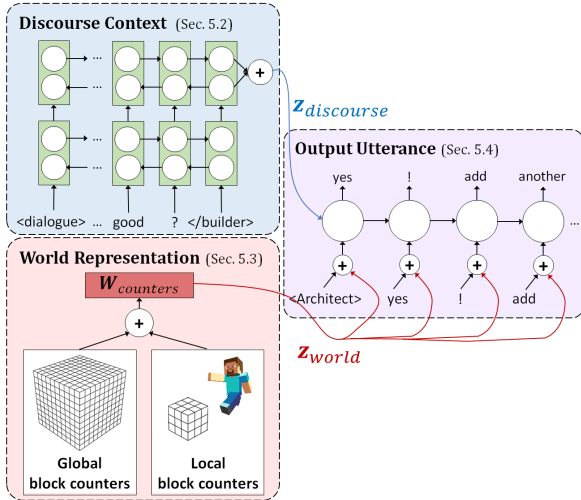 Discourse Context (Sec. 5.2)
... ...
... ...
+
<dialogue> ... good ? </builder>
z_discourse
Output Utterance (Sec. 5.4)
yes ! add another
...
+ + + +
<Architect> yes ! add
z_world
World Representation (Sec. 5.3)
W_counters
+
Global
block counters
Local
block counters